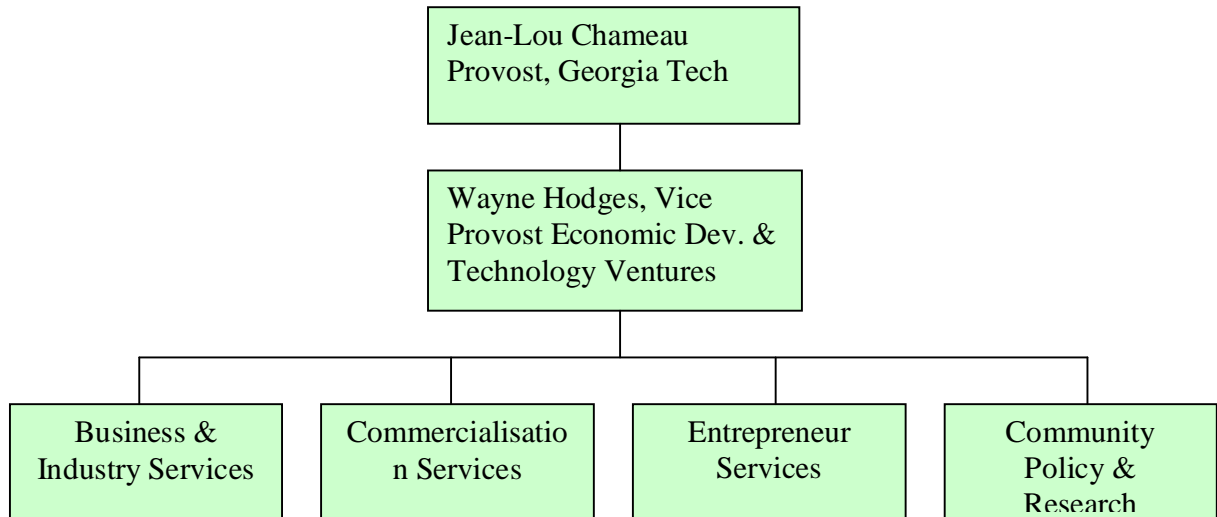 Jean-Lou Chameau
Provost, Georgia Tech
Wayne Hodges, Vice
Provost Economic Dev. &
Technology Ventures
Business &
Industry Services
Commercialisatio
n Services
Entrepreneur
Services
Community
Policy &
Research